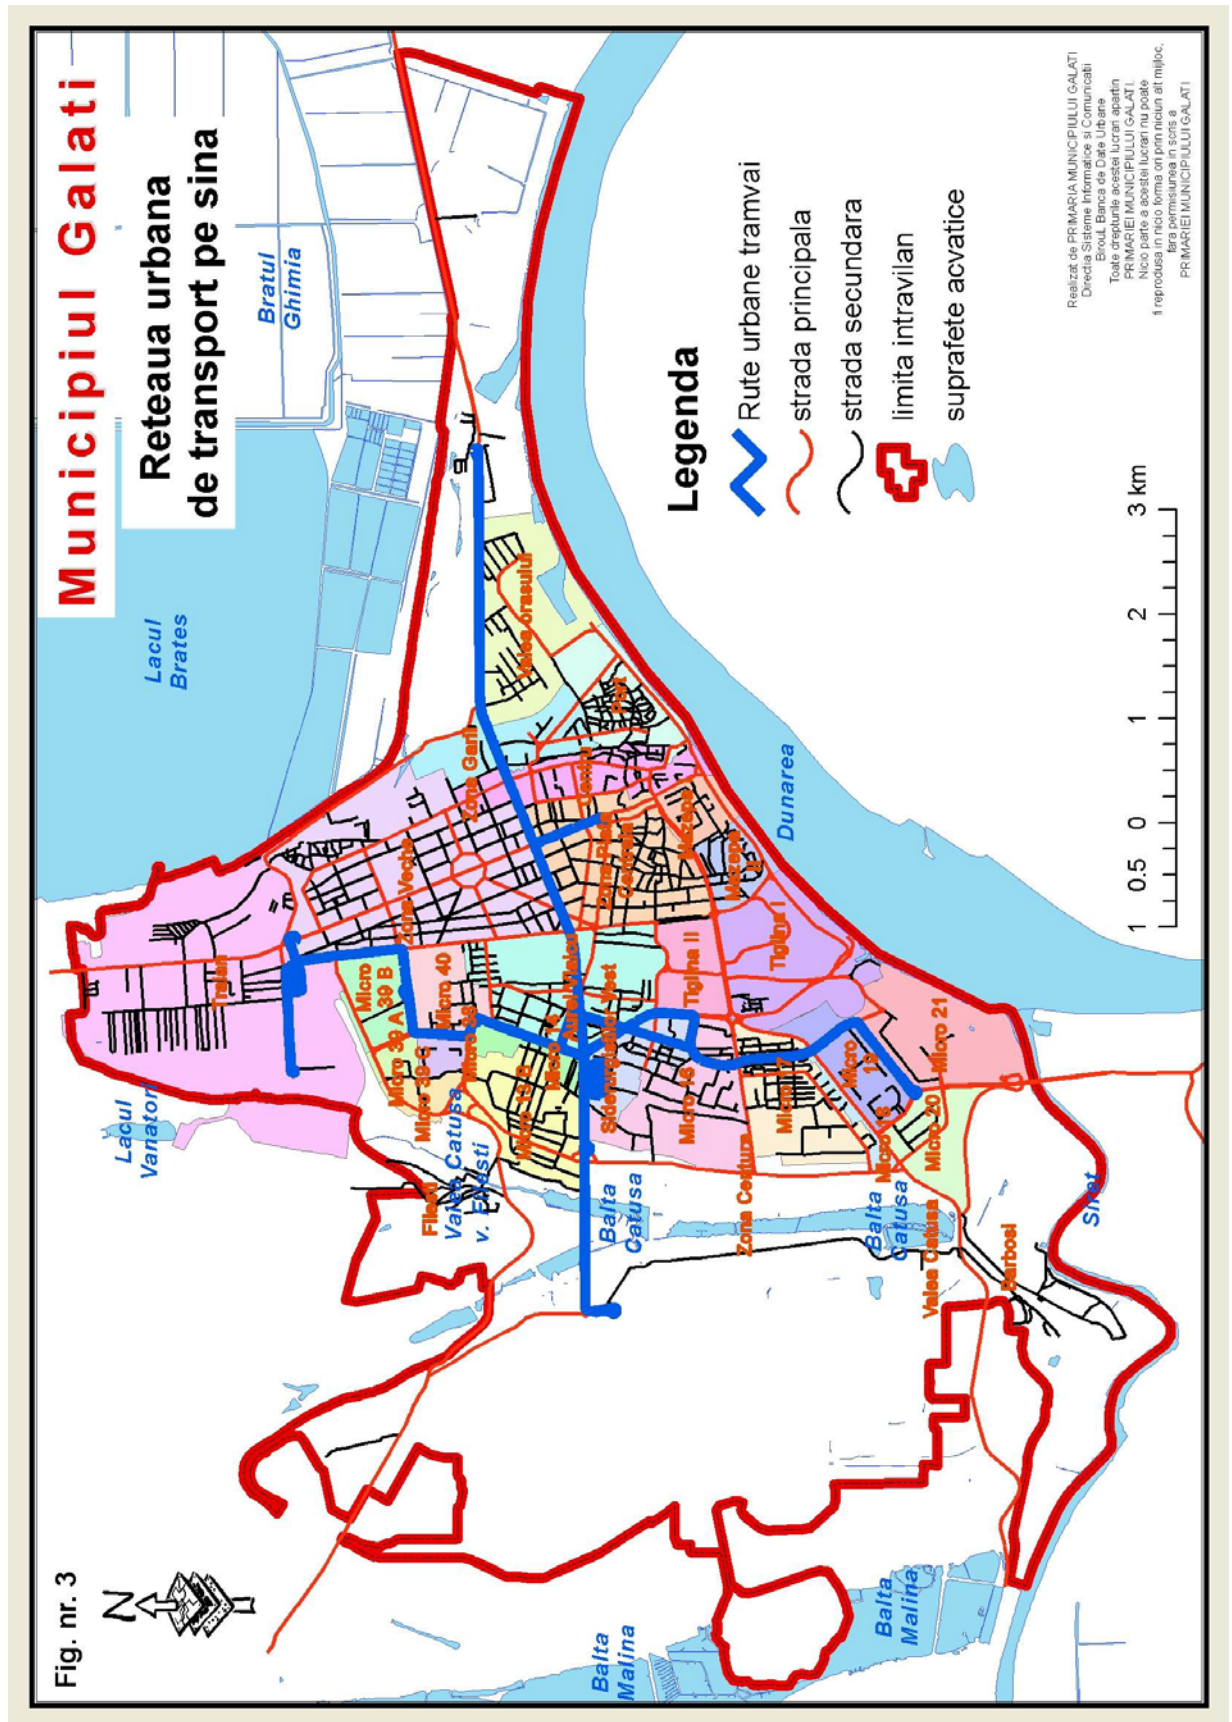 Fig. nr. 3
N
Municipiul Galati
Reteaua urbana
de transport pe sina
Bratul
Ghimia
Lacul
Brates
Lacul
Vanatori
Traian
Micro
39 B
Micro 39 A
Micro 39 C
Micro 40
Micro 38
Zona Veche
Zona Garii
Valea orasului
Port
Centru
Zona Piata
Centrala
Mazepa I
Mazepa
II
Dunarea
Filesti
Valea Catusa
v. Filesti
Micro 13 B
Micro 14
Aurel Vlaicu
Siderurgistilor Vest
Tiglina II
Tiglina I
Micro 16
Micro 17
Micro
19
Micro 21
Micro 20
Zona Centura
Balta
Catusa
Balta
Catusa
Valea Catusa
Barbosi
Siret
Balta
Malina
Balta
Malina
Legenda
Rute urbane tramvai
strada principala
strada secundara
limita intravilan
suprafete acvatice
1 0.5 0 1 2 3 km
Realizat de PRIMARIA MUNICIPIULUI GALATI
Directia Sisteme Informatice si Comunicatii
Biroul Banca de Date Urbane
Toate drepturile acestei lucrari apartin
PRIMARIEI MUNICIPIULUI GALATI.
Nicio parte a acestei lucrari nu poate
fi reprodusa in nicio forma ori prin niciun alt mijloc,
fara permisiunea in scris a
PRIMARIEI MUNICIPIULUI GALATI